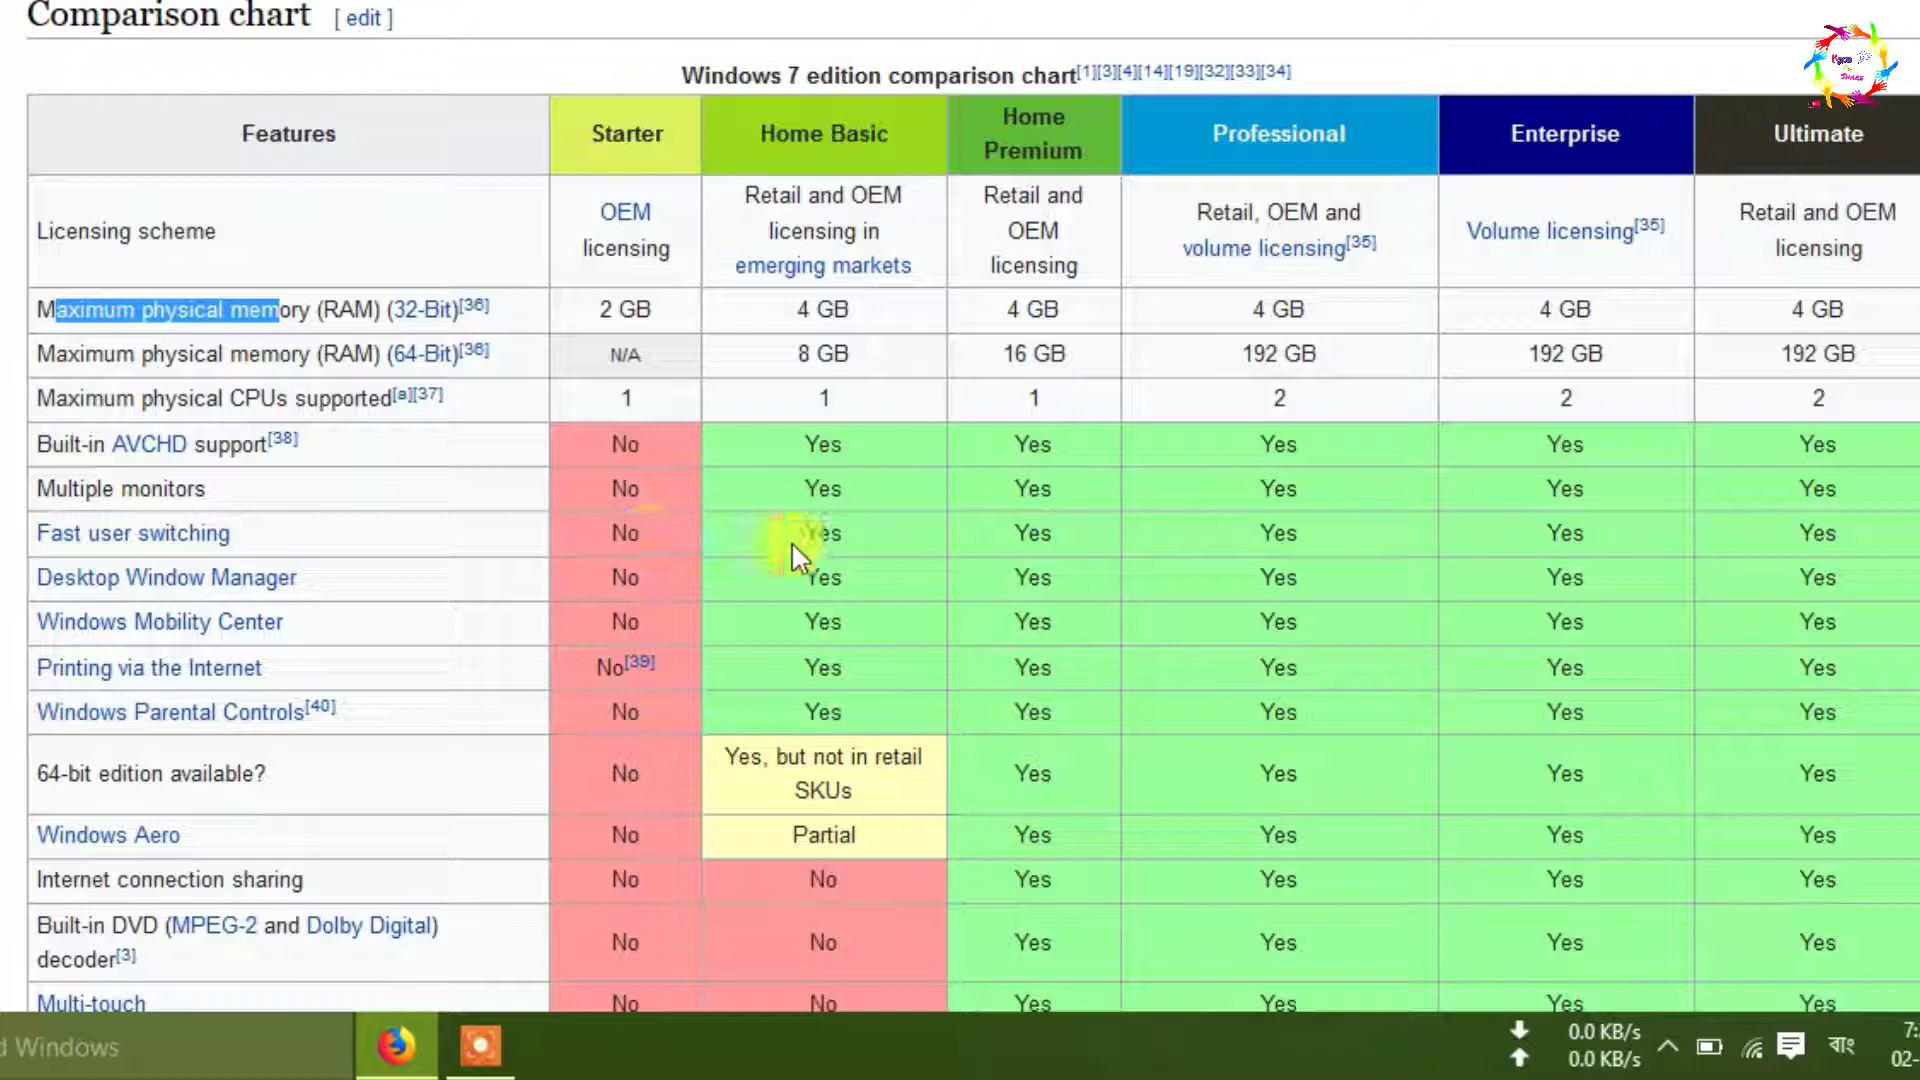 Comparison chart [ edit ]
Windows 7 edition comparison chart[1][3][4][14][19][32][33][34]
Features Starter Home Basic Home Premium Professional Enterprise Ultimate
Licensing scheme OEM licensing Retail and OEM licensing in emerging markets Retail and OEM licensing Retail, OEM and volume licensing[35] Volume licensing[35] Retail and OEM licensing
Maximum physical memory (RAM) (32-Bit)[36] 2 GB 4 GB 4 GB 4 GB 4 GB 4 GB
Maximum physical memory (RAM) (64-Bit)[36] N/A 8 GB 16 GB 192 GB 192 GB 192 GB
Maximum physical CPUs supported[a][37] 1 1 1 2 2 2
Built-in AVCHD support[38] No Yes Yes Yes Yes Yes
Multiple monitors No Yes Yes Yes Yes Yes
Fast user switching No Yes Yes Yes Yes Yes
Desktop Window Manager No Yes Yes Yes Yes Yes
Windows Mobility Center No Yes Yes Yes Yes Yes
Printing via the Internet No[39] Yes Yes Yes Yes Yes
Windows Parental Controls[40] No Yes Yes Yes Yes Yes
64-bit edition available? No Yes, but not in retail SKUs Yes Yes Yes Yes
Windows Aero No Partial Yes Yes Yes Yes
Internet connection sharing No No Yes Yes Yes Yes
Built-in DVD (MPEG-2 and Dolby Digital) decoder[3] No No Yes Yes Yes Yes
Multi-touch No No Yes Yes Yes Yes
d Windows
0.0 KB/s
0.0 KB/s
বাং
7:
02-
SHARE